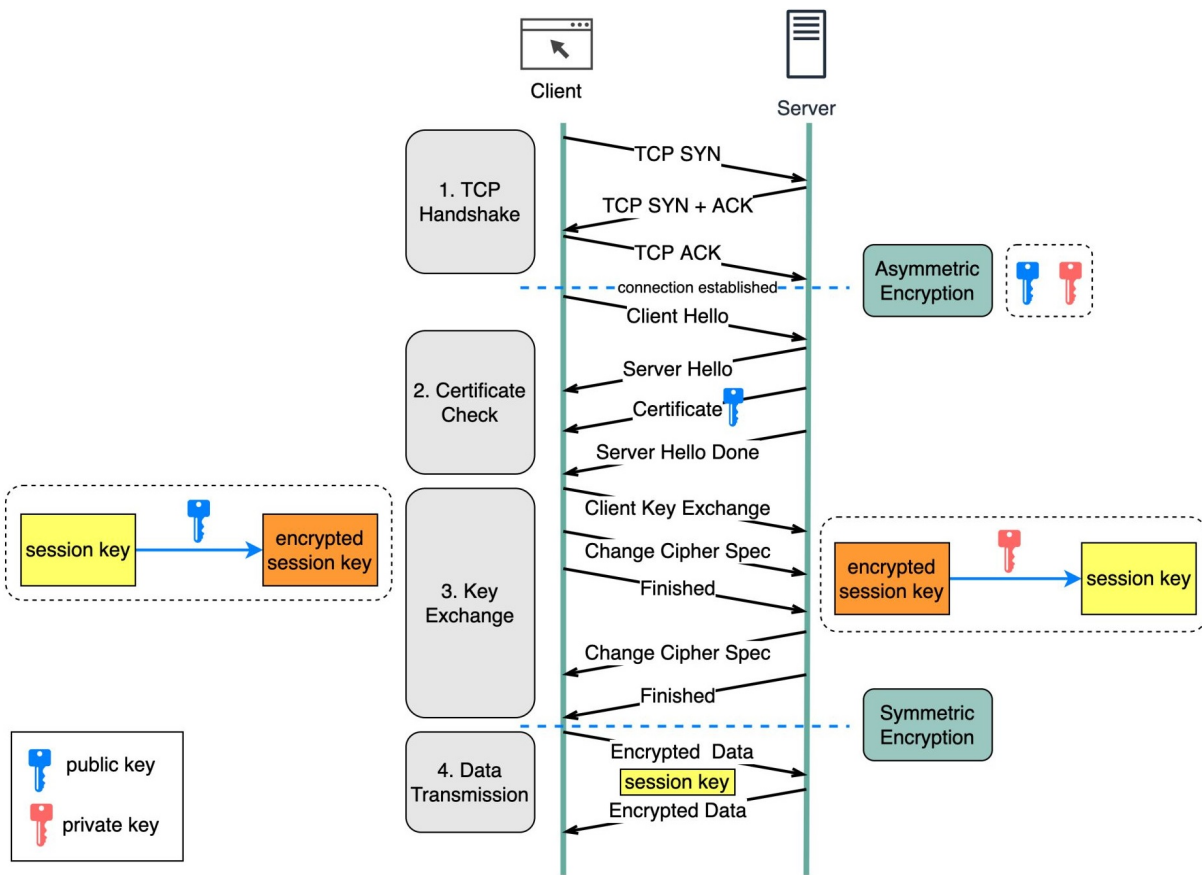 Client
Server
1. TCP
Handshake
TCP SYN
TCP SYN + ACK
TCP ACK
connection established
Asymmetric
Encryption
Client Hello
2. Certificate
Check
Server Hello
Certificate
Server Hello Done
3. Key
Exchange
Client Key Exchange
Change Cipher Spec
Finished
Change Cipher Spec
Finished
session key
encrypted
session key
encrypted
session key
session key
Symmetric
Encryption
4. Data
Transmission
Encrypted Data
session key
Encrypted Data
public key
private key